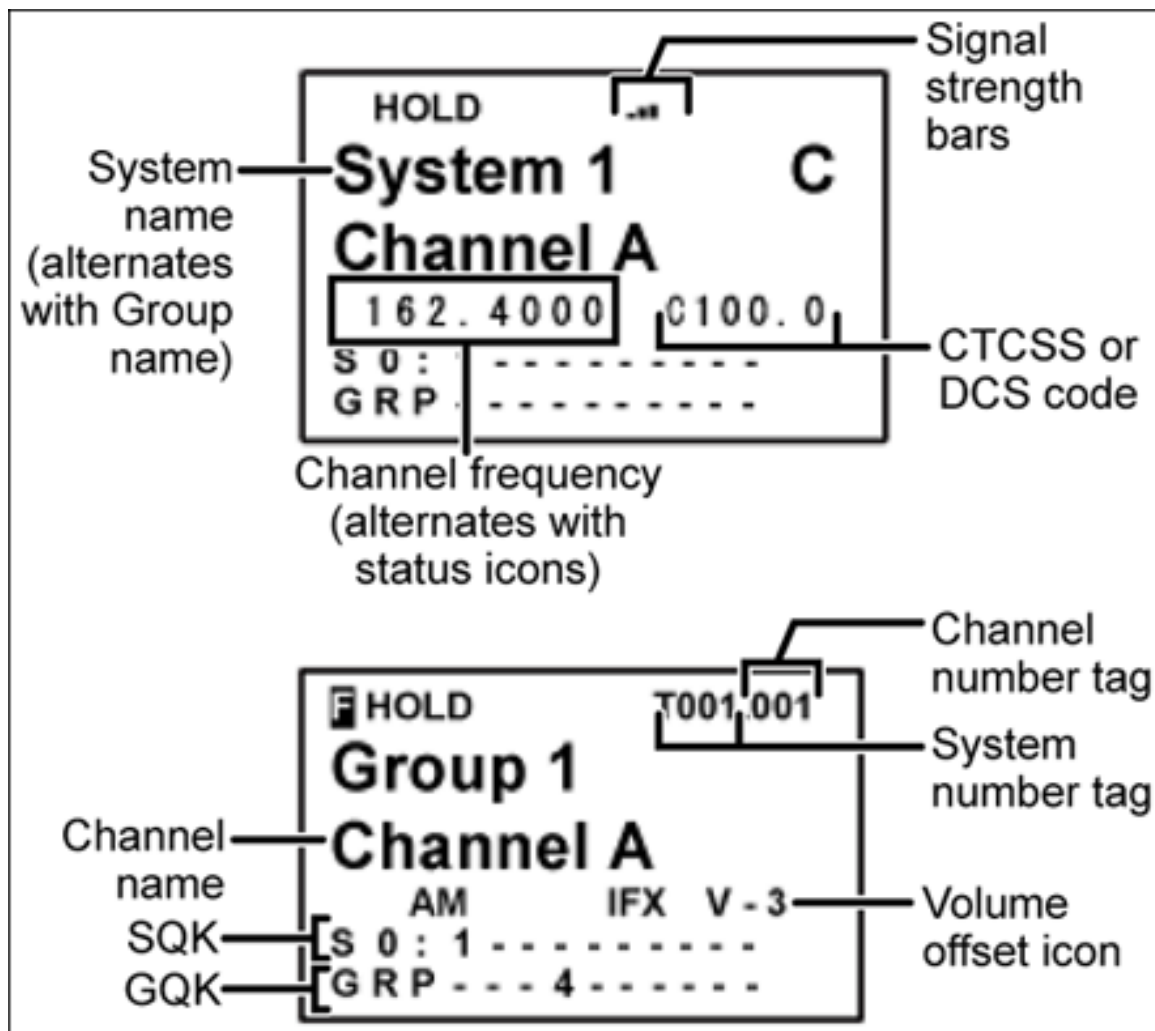 Signal
strength
bars
HOLD
System
name
(alternates
with Group
name)
System 1 C
Channel A
162.4000 C100.0
S 0 : - - - - - - - - -
G R P - - - - - - - - - -
CTCSS or
DCS code
Channel frequency
(alternates with
status icons)
Channel
number tag
F HOLD T001.001
System
number tag
Group 1
Channel
name
Channel A
AM IFX V - 3
Volume
offset icon
SQK
S 0 : 1 - - - - - - - - -
GQK
G R P - - - 4 - - - - - -